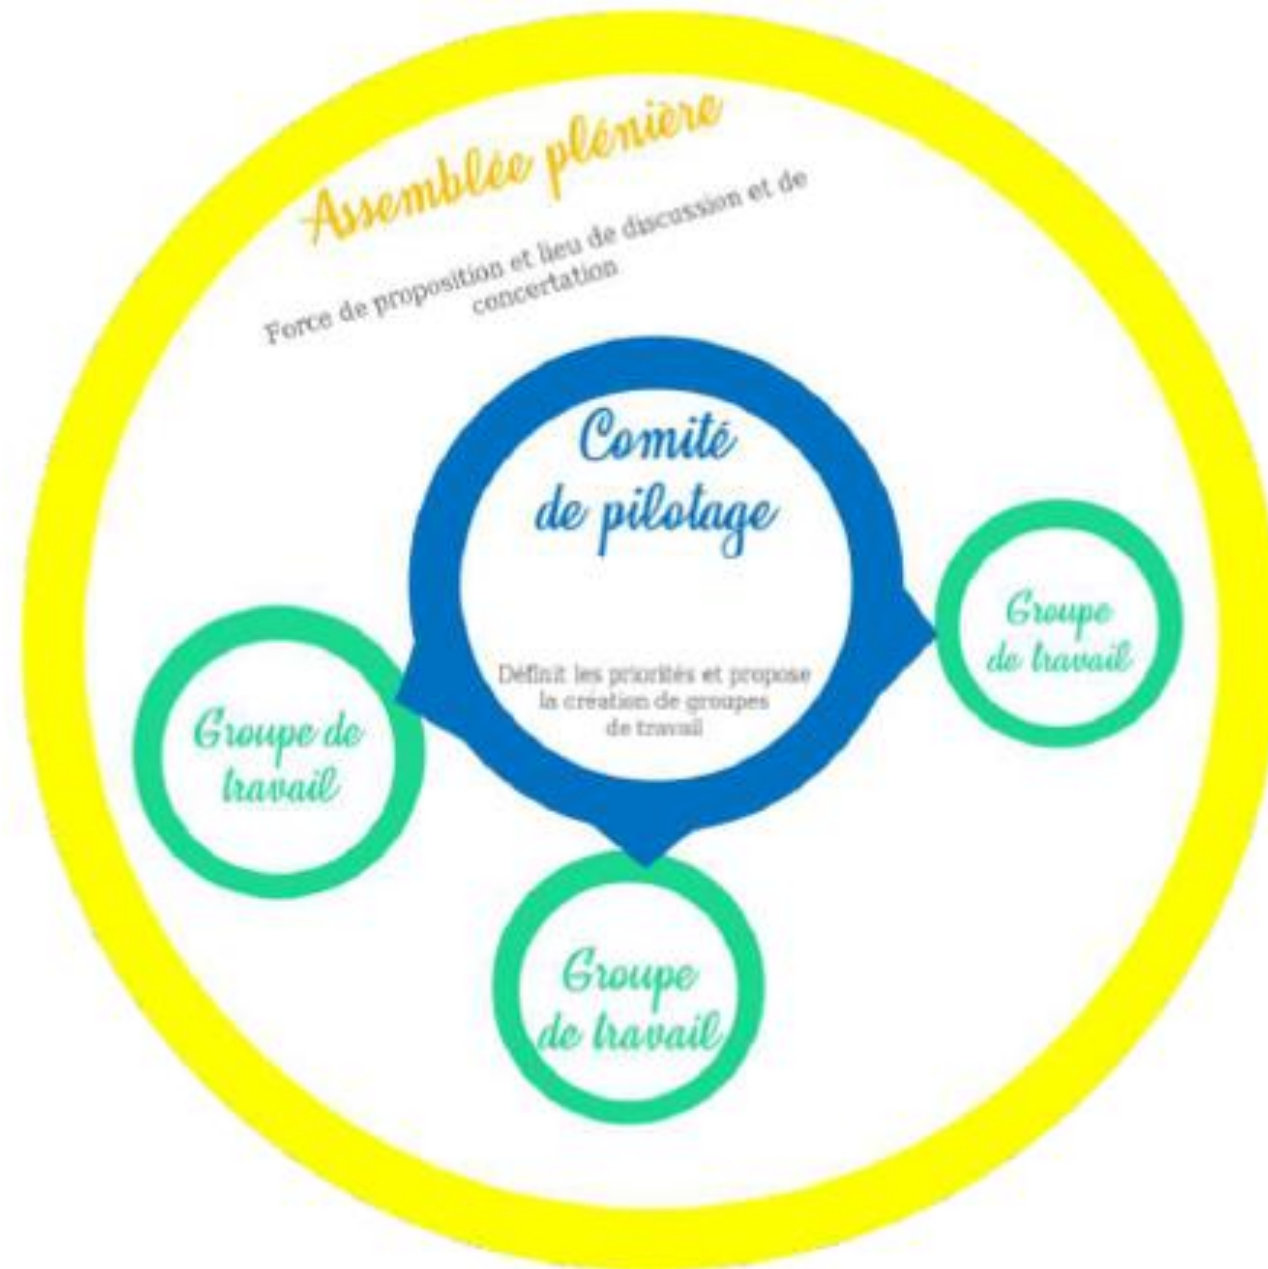 Assemblée plénière
Force de proposition et lieu de discussion et de
concertation
Comité
de pilotage
Définit les priorités et propose
la création de groupes
de travail
Groupe
de travail
Groupe de
travail
Groupe
de travail